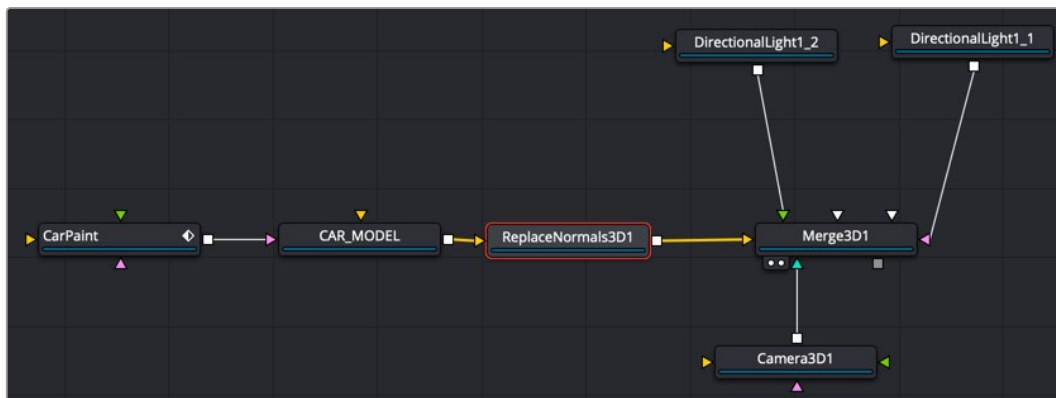 DirectionalLight1_2
DirectionalLight1_1
CarPaint
CAR_MODEL
ReplaceNormals3D1
Merge3D1
Camera3D1